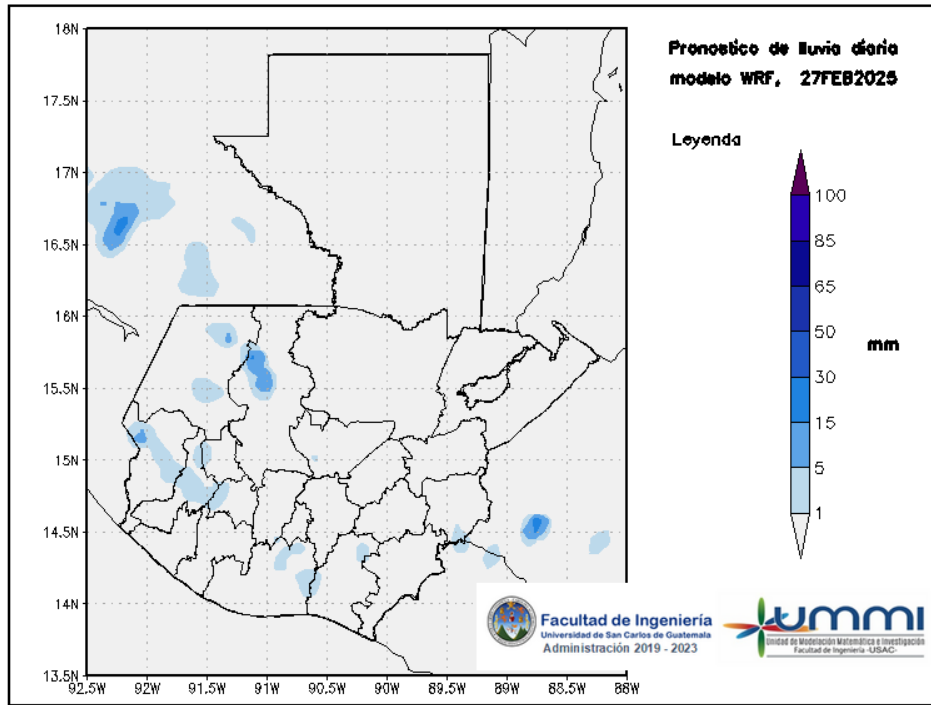 Pronostico de lluvia diaria
modelo WRF, 27FEB2025
Leyenda
100
85
65
50
30
15
5
1
mm
18N
17.5N
17N
16.5N
16N
15.5N
15N
14.5N
14N
13.5N
92.5W
92W
91.5W
91W
90.5W
90W
89.5W
89W
88.5W
88W
Facultad de Ingeniería
Universidad de San Carlos de Guatemala
Administración 2019 - 2023
ummi
Unidad de Modelación Matemática e Investigación
Facultad de Ingeniería -USAC-